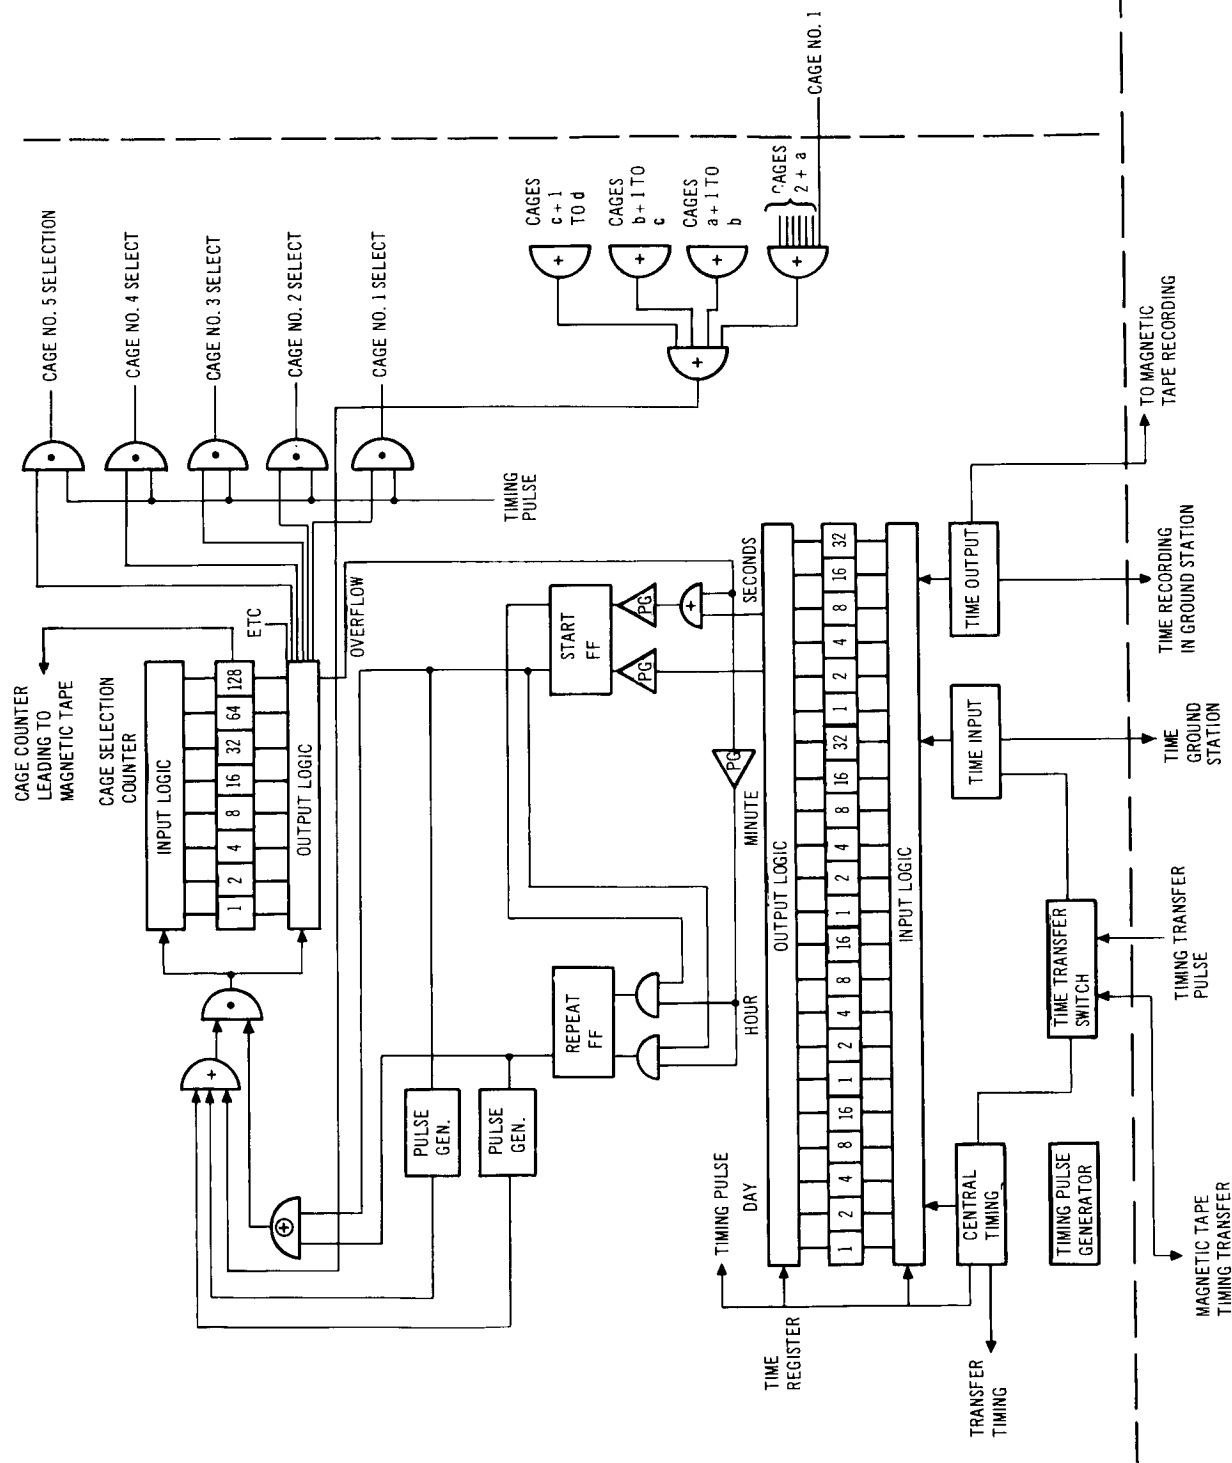 CAGE COUNTER
LEADING TO
MAGNETIC TAPE
CAGE SELECTION
COUNTER
INPUT LOGIC
1 2 4 8 16 32 64 128
OUTPUT LOGIC
ETC
OVERFLOW
CAGE NO. 5 SELECTION
CAGE NO. 4 SELECT
CAGE NO. 3 SELECT
CAGE NO. 2 SELECT
CAGE NO. 1 SELECT
TIMING
PULSE
CAGES
c + 1
TO d
CAGES
b + 1 TO
c
CAGES
a + 1 TO
b
CAGES
2 + a
CAGE NO. 1
+
+
+
+
+
•
•
•
•
•
•
+
⊕
PULSE
GEN.
PULSE
GEN.
REPEAT
FF
START
FF
PG
PG
+
PG
TIMING PULSE
DAY
HOUR
MINUTE
SECONDS
TIME
REGISTER
OUTPUT LOGIC
1 2 4 8 16 1 2 4 8 16 1 2 4 8 16 32 1 2 4 8 16 32
INPUT LOGIC
TRANSFER
TIMING
CENTRAL
TIMING
TIME INPUT
TIME OUTPUT
TIMING PULSE
GENERATOR
TIME TRANSFER
SWITCH
MAGNETIC TAPE
TIMING TRANSFER
TIMING TRANSFER
PULSE
TIME
GROUND
STATION
TIME RECORDING
IN GROUND STATION
TO MAGNETIC
TAPE RECORDING